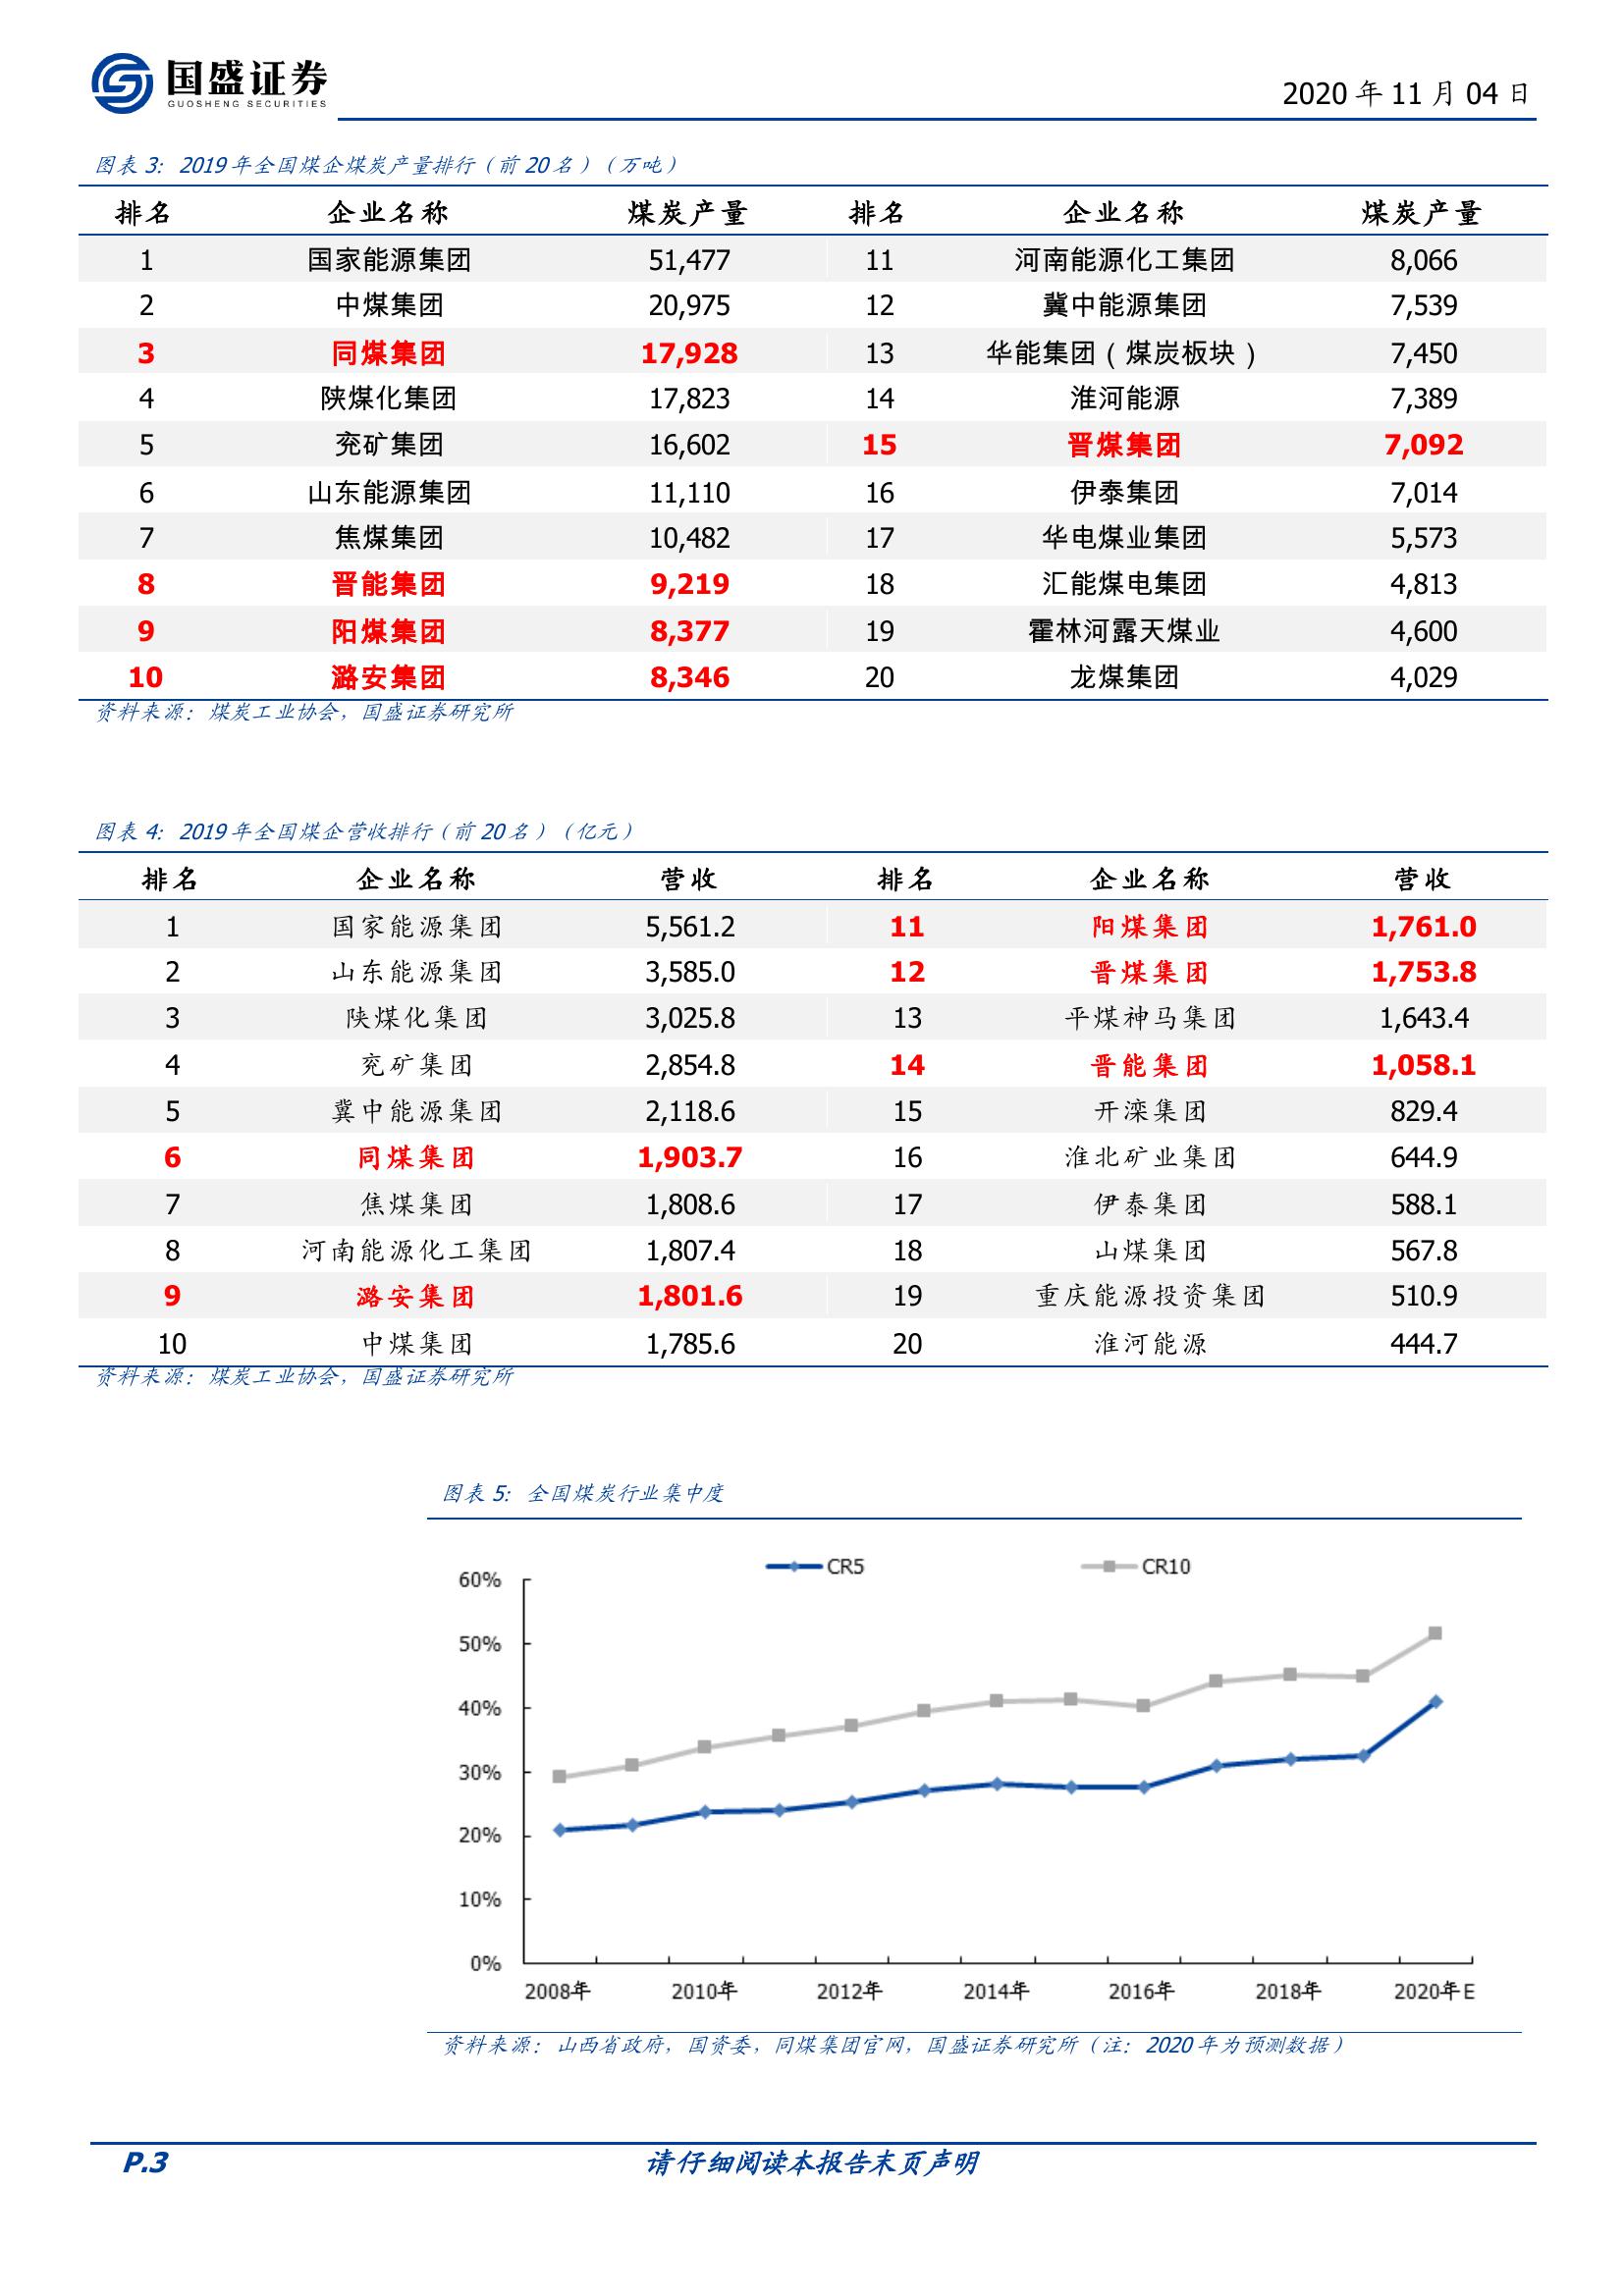 国盛证券
GUOSHENG SECURITIES
2020 年 11 月 04 日
图表 3: 2019 年全国煤企煤炭产量排行（前 20 名）（万吨）
排名 企业名称 煤炭产量 排名 企业名称 煤炭产量
1 国家能源集团 51,477 11 河南能源化工集团 8,066
2 中煤集团 20,975 12 冀中能源集团 7,539
3 同煤集团 17,928 13 华能集团（煤炭板块） 7,450
4 陕煤化集团 17,823 14 淮河能源 7,389
5 兖矿集团 16,602 15 晋煤集团 7,092
6 山东能源集团 11,110 16 伊泰集团 7,014
7 焦煤集团 10,482 17 华电煤业集团 5,573
8 晋能集团 9,219 18 汇能煤电集团 4,813
9 阳煤集团 8,377 19 霍林河露天煤业 4,600
10 潞安集团 8,346 20 龙煤集团 4,029
资料来源：煤炭工业协会，国盛证券研究所
图表 4: 2019 年全国煤企营收排行（前 20 名）（亿元）
排名 企业名称 营收 排名 企业名称 营收
1 国家能源集团 5,561.2 11 阳煤集团 1,761.0
2 山东能源集团 3,585.0 12 晋煤集团 1,753.8
3 陕煤化集团 3,025.8 13 平煤神马集团 1,643.4
4 兖矿集团 2,854.8 14 晋能集团 1,058.1
5 冀中能源集团 2,118.6 15 开滦集团 829.4
6 同煤集团 1,903.7 16 淮北矿业集团 644.9
7 焦煤集团 1,808.6 17 伊泰集团 588.1
8 河南能源化工集团 1,807.4 18 山煤集团 567.8
9 潞安集团 1,801.6 19 重庆能源投资集团 510.9
10 中煤集团 1,785.6 20 淮河能源 444.7
资料来源：煤炭工业协会，国盛证券研究所
图表 5: 全国煤炭行业集中度
CR5 CR10
60%
50%
40%
30%
20%
10%
0%
2008年 2010年 2012年 2014年 2016年 2018年 2020年E
资料来源：山西省政府，国资委，同煤集团官网，国盛证券研究所（注：2020 年为预测数据）
P.3 请仔细阅读本报告末页声明